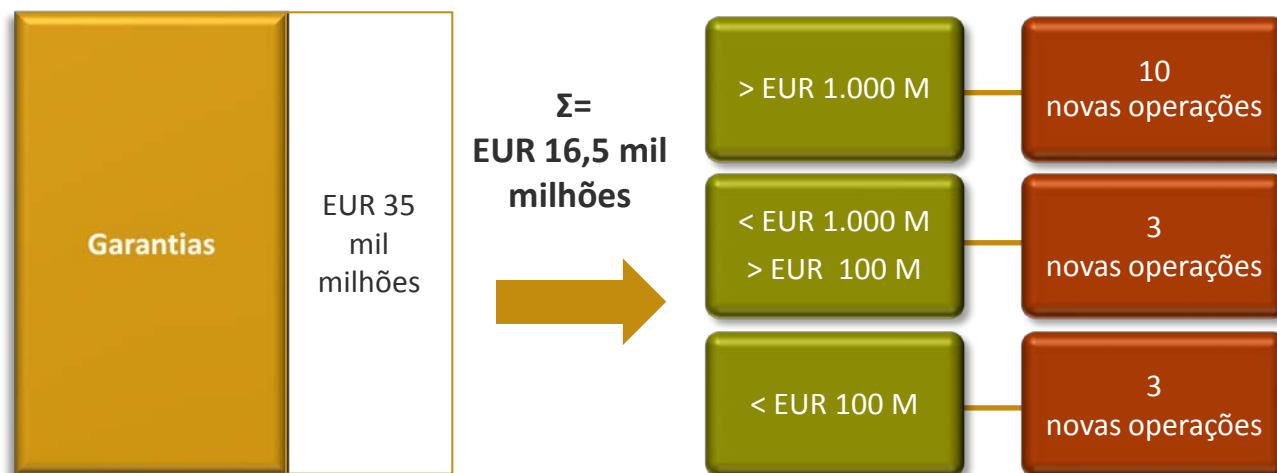 Garantias
EUR 35
mil
milhões
Σ=
EUR 16,5 mil
milhões
> EUR 1.000 M
10
novas operações
< EUR 1.000 M
> EUR  100 M
3
novas operações
< EUR 100 M
3
novas operações